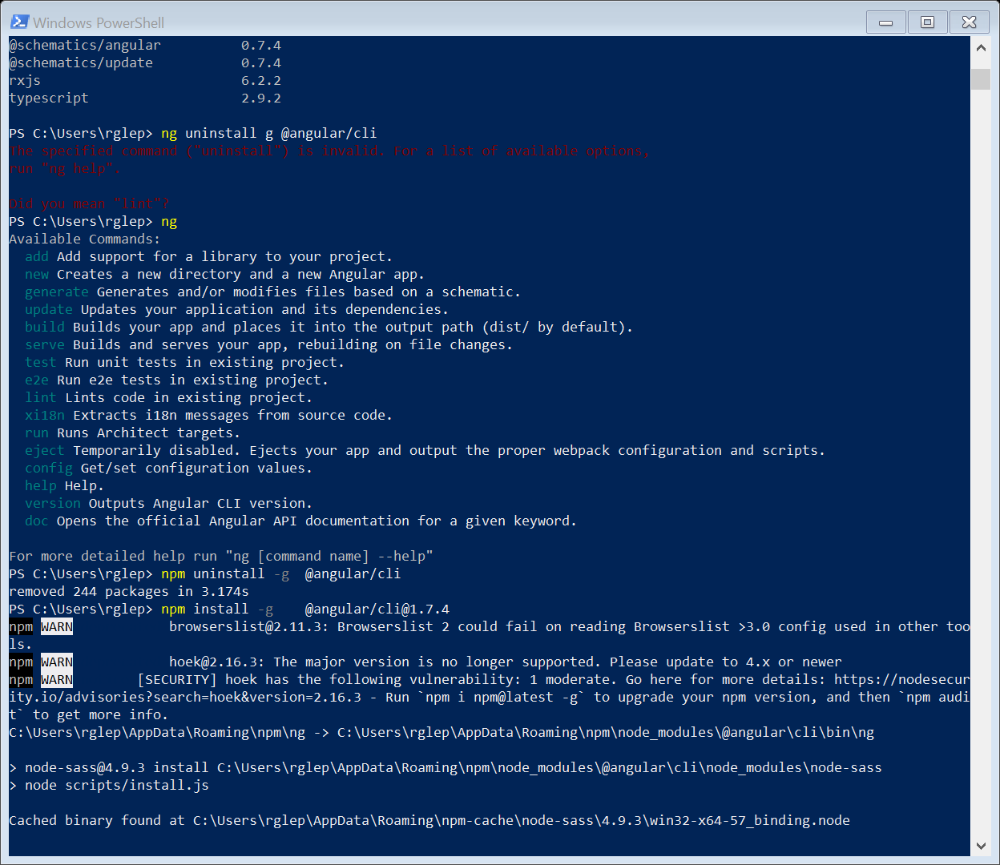 Windows PowerShell
@schematics/angular          0.7.4
@schematics/update           0.7.4
rxjs                         6.2.2
typescript                   2.9.2
PS C:\Users\rglep> ng uninstall g @angular/cli
The specified command ("uninstall") is invalid. For a list of available options,
run "ng help".
Did you mean "lint"?
PS C:\Users\rglep> ng
Available Commands:
  add Add support for a library to your project.
  new Creates a new directory and a new Angular app.
  generate Generates and/or modifies files based on a schematic.
  update Updates your application and its dependencies.
  build Builds your app and places it into the output path (dist/ by default).
  serve Builds and serves your app, rebuilding on file changes.
  test Run unit tests in existing project.
  e2e Run e2e tests in existing project.
  lint Lints code in existing project.
  xi18n Extracts i18n messages from source code.
  run Runs Architect targets.
  eject Temporarily disabled. Ejects your app and output the proper webpack configuration and scripts.
  config Get/set configuration values.
  help Help.
  version Outputs Angular CLI version.
  doc Opens the official Angular API documentation for a given keyword.
For more detailed help run "ng [command name] --help"
PS C:\Users\rglep> npm uninstall -g  @angular/cli
removed 244 packages in 3.174s
PS C:\Users\rglep> npm install -g    @angular/cli@1.7.4
npm WARN            browserslist@2.11.3: Browserslist 2 could fail on reading Browserslist >3.0 config used in other too
ls.
npm WARN            hoek@2.16.3: The major version is no longer supported. Please update to 4.x or newer
npm WARN        [SECURITY] hoek has the following vulnerability: 1 moderate. Go here for more details: https://nodesecur
ity.io/advisories?search=hoek&version=2.16.3 - Run `npm i npm@latest -g` to upgrade your npm version, and then `npm audi
t` to get more info.
C:\Users\rglep\AppData\Roaming\npm\ng -> C:\Users\rglep\AppData\Roaming\npm\node_modules\@angular\cli\bin\ng
> node-sass@4.9.3 install C:\Users\rglep\AppData\Roaming\npm\node_modules\@angular\cli\node_modules\node-sass
> node scripts/install.js
Cached binary found at C:\Users\rglep\AppData\Roaming\npm-cache\node-sass\4.9.3\win32-x64-57_binding.node